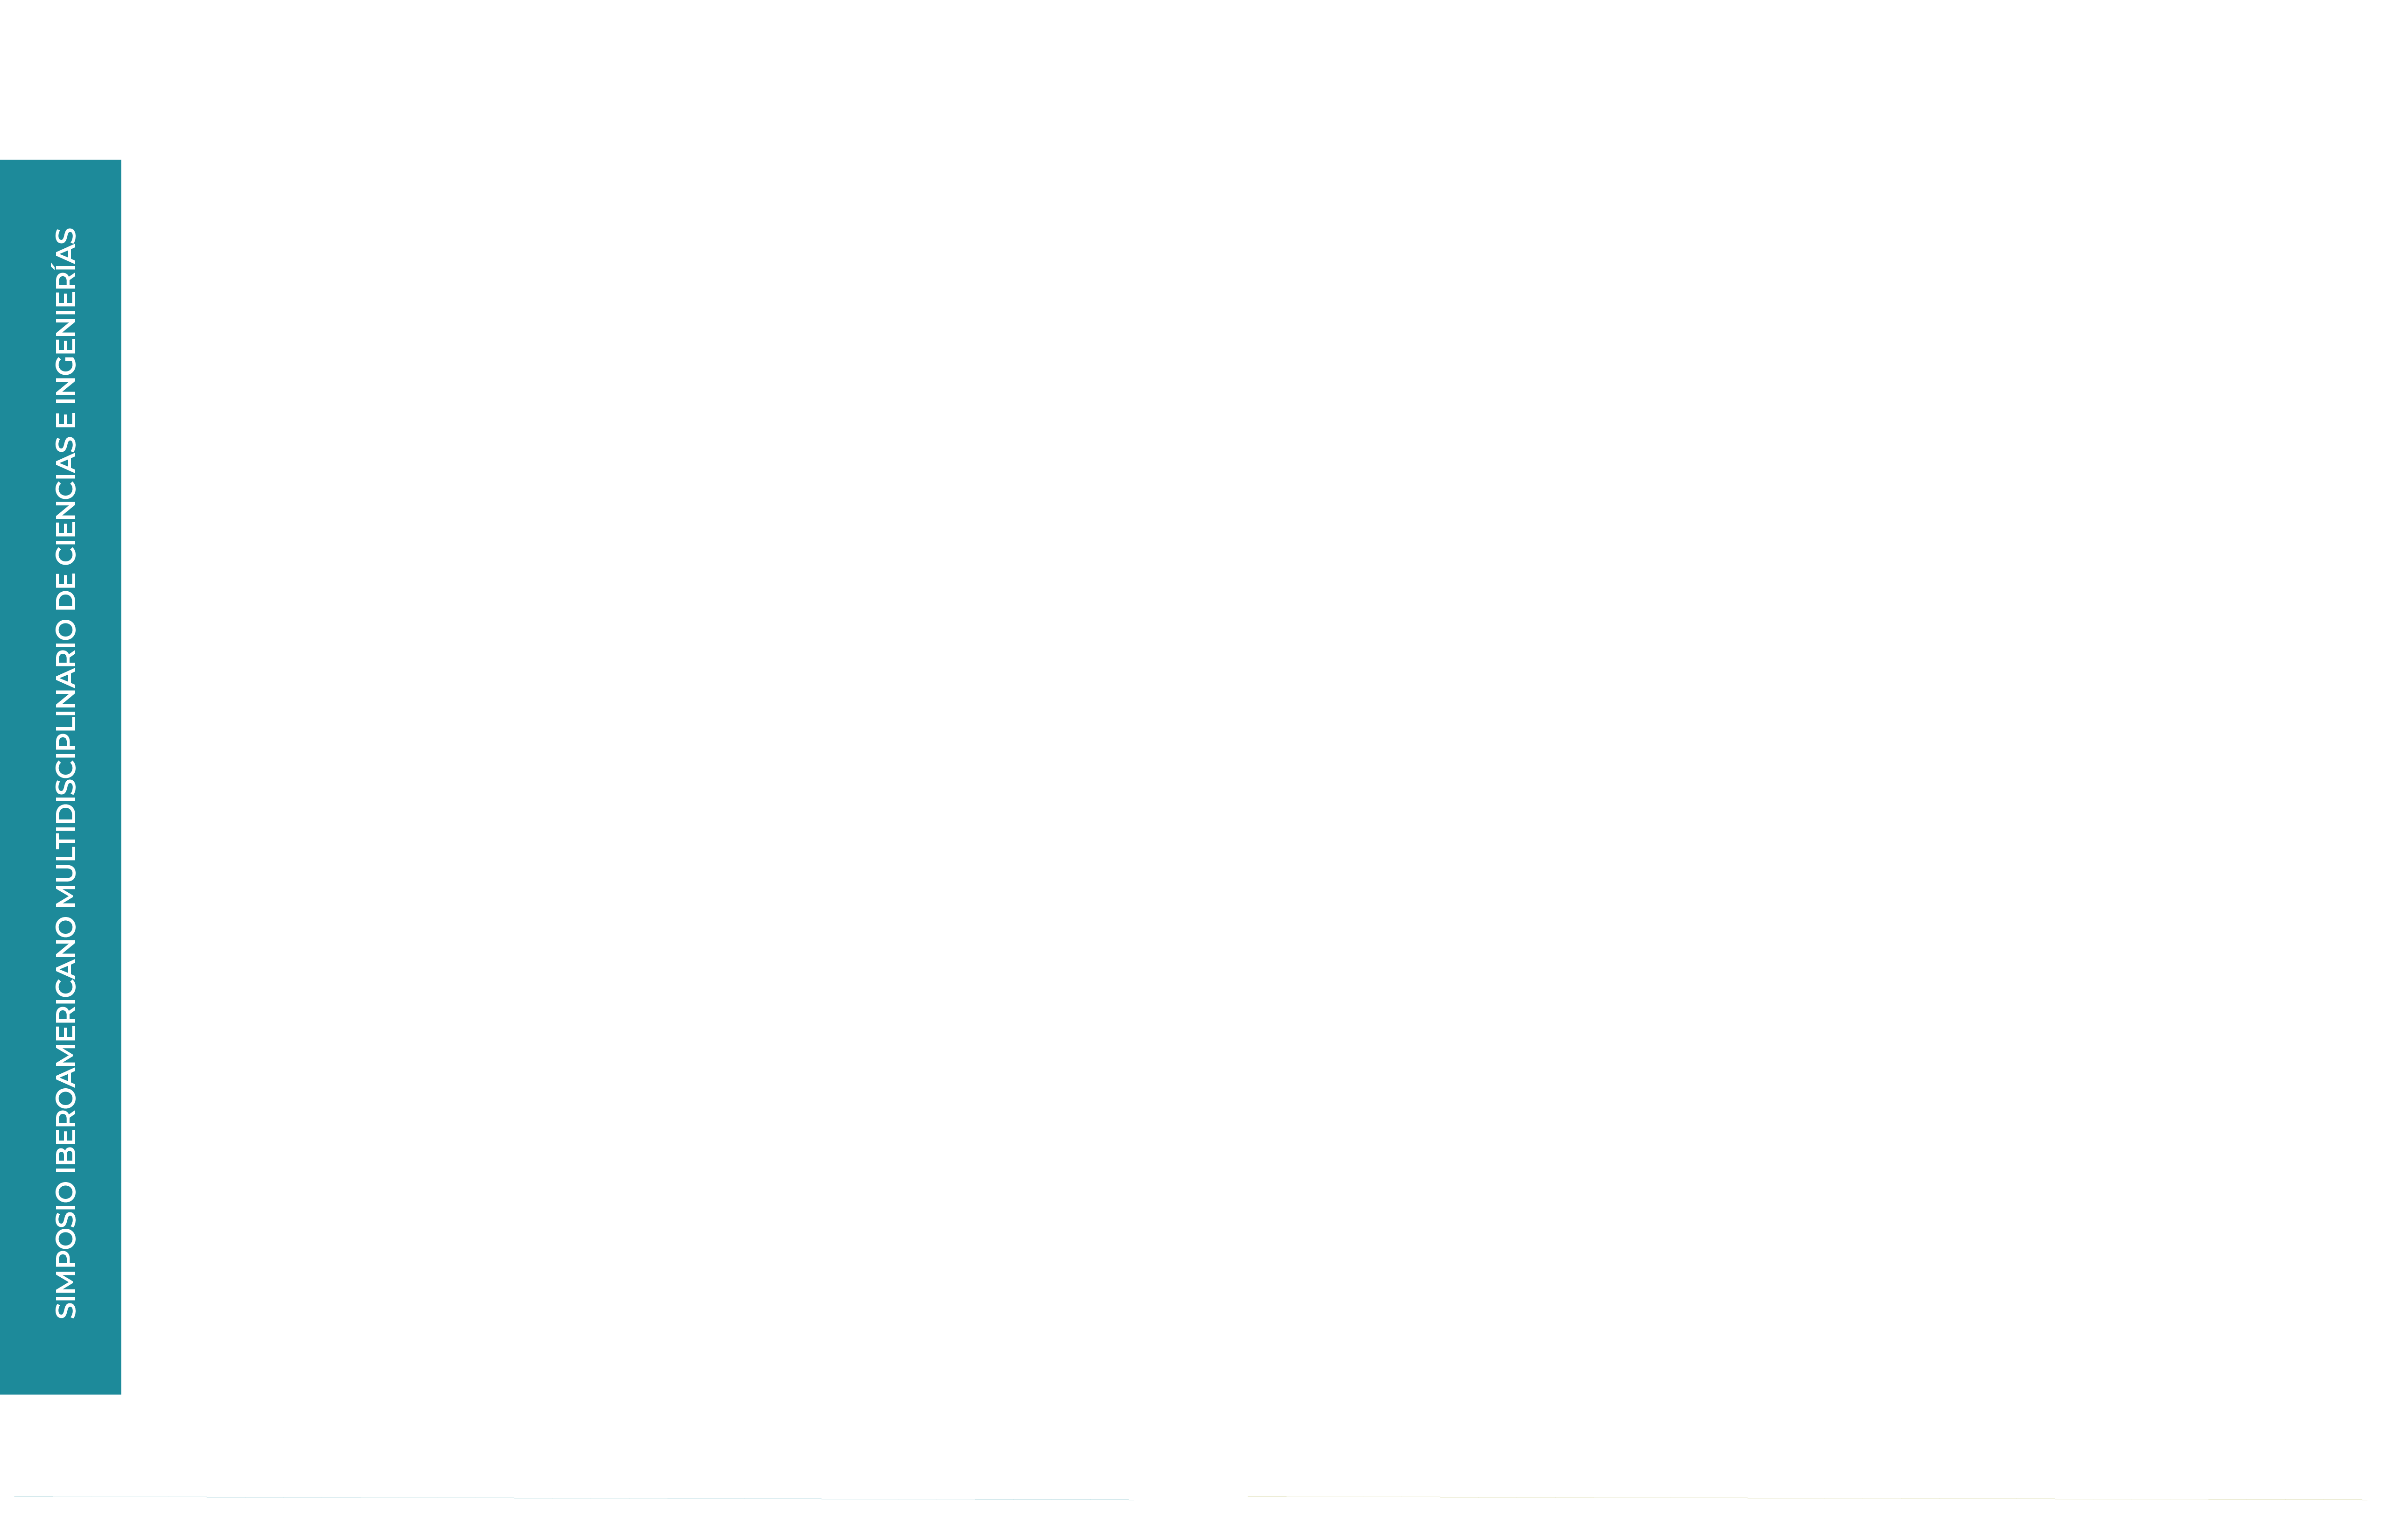 SIMPOSIO IBEROAMERICANO MULTIDISCIPLINARIO DE CIENCIAS E INGENIERÍAS